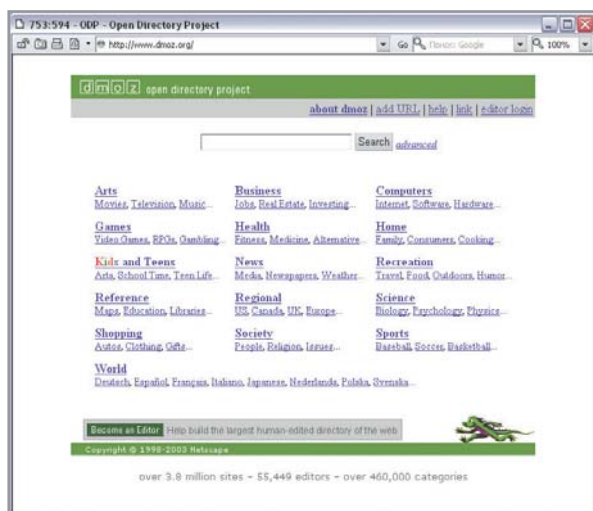 753:594 - ODP - Open Directory Project
http://www.dmoz.org/ Go Поиск Google 100%
dmoz open directory project
about dmoz | add URL | help | link | editor login
Search advanced
Arts Business Computers
Movies, Television, Music... Jobs, Real Estate, Investing... Internet, Software, Hardware...
Games Health Home
Video Games, RPGs, Gambling... Fitness, Medicine, Alternative... Family, Consumers, Cooking...
Kids and Teens News Recreation
Arts, School Time, Teen Life... Media, Newspapers, Weather... Travel, Food, Outdoors, Humor...
Reference Regional Science
Maps, Education, Libraries... US, Canada, UK, Europe... Biology, Psychology, Physics...
Shopping Society Sports
Autos, Clothing, Gifts... People, Religion, Issues... Baseball, Soccer, Basketball...
World
Deutsch, Español, Français, Italiano, Japanese, Nederlands, Polska, Svenska...
Become an Editor Help build the largest human-edited directory of the web
Copyright © 1998-2003 Netscape
over 3.8 million sites - 55,449 editors - over 460,000 categories